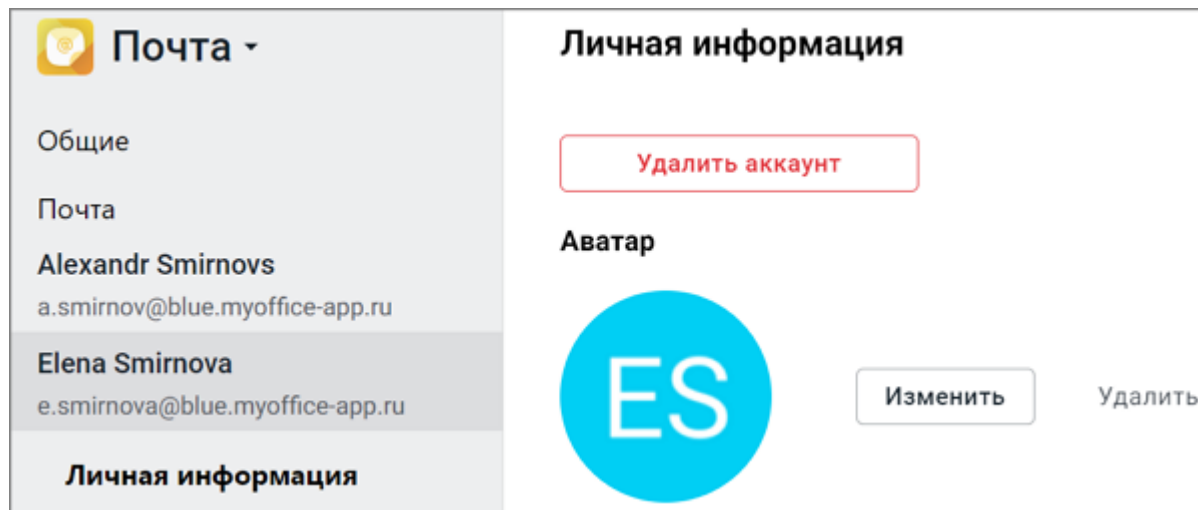 Почта
Общие
Почта
Alexandr Smirnovs
a.smirnov@blue.myoffice-app.ru
Elena Smirnova
e.smirnova@blue.myoffice-app.ru
Личная информация
Личная информация
Удалить аккаунт
Аватар
ES
Изменить Удалить